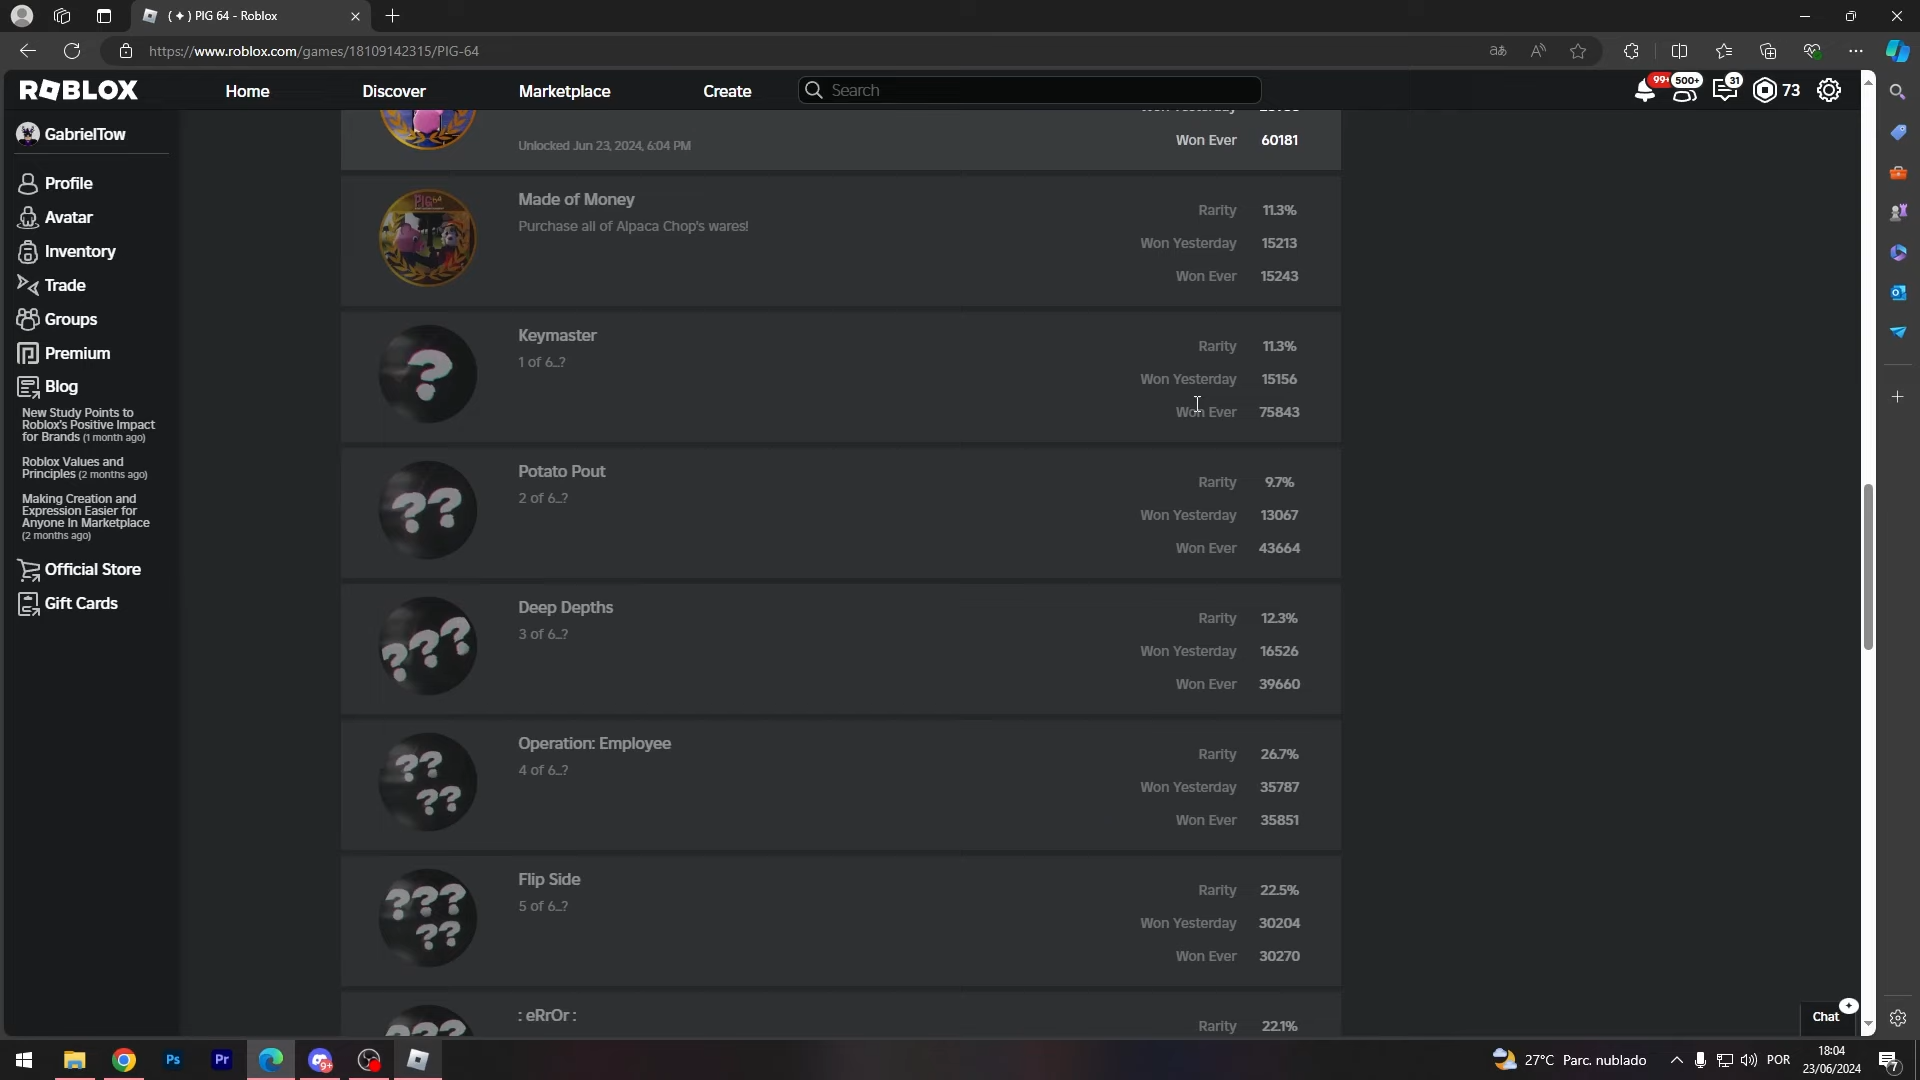 ( ✦ ) PIG 64 - Roblox
https://www.roblox.com/games/18109142315/PIG-64
ROBLOX
Home
Discover
Marketplace
Create
Search
99+
500+
31
73
GabrielTow
Profile
Avatar
Inventory
Trade
Groups
Premium
Blog
New Study Points to
Roblox's Positive Impact
for Brands (1 month ago)
Roblox Values and
Principles (2 months ago)
Making Creation and
Expression Easier for
Anyone In Marketplace
(2 months ago)
Official Store
Gift Cards
Unlocked Jun 23, 2024, 6:04 PM
Won Yesterday
Won Ever 60181
PIG64
Made of Money
Purchase all of Alpaca Chop's wares!
Rarity 11.3%
Won Yesterday 15213
Won Ever 15243
?
Keymaster
1 of 6..?
Rarity 11.3%
Won Yesterday 15156
Won Ever 75843
??
Potato Pout
2 of 6..?
Rarity 9.7%
Won Yesterday 13067
Won Ever 43664
???
Deep Depths
3 of 6..?
Rarity 12.3%
Won Yesterday 16526
Won Ever 39660
??
??
Operation: Employee
4 of 6..?
Rarity 26.7%
Won Yesterday 35787
Won Ever 35851
???
??
Flip Side
5 of 6..?
Rarity 22.5%
Won Yesterday 30204
Won Ever 30270
???
: eRrOr :
Rarity 22.1%
Chat
Ps
Pr
9+
27°C Parc. nublado
POR
18:04
23/06/2024
7